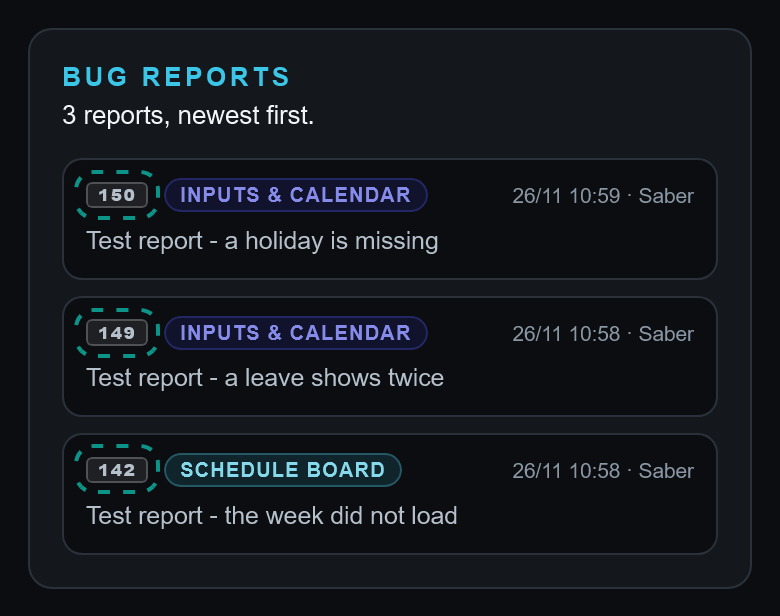 BUG REPORTS
3 reports, newest first.
150 INPUTS & CALENDAR 26/11 10:59 · Saber
Test report - a holiday is missing
149 INPUTS & CALENDAR 26/11 10:58 · Saber
Test report - a leave shows twice
142 SCHEDULE BOARD 26/11 10:58 · Saber
Test report - the week did not load